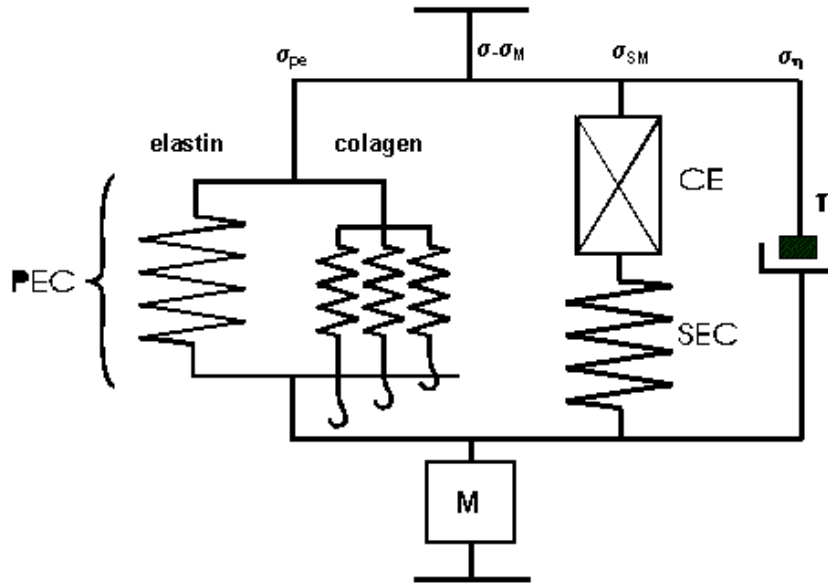 σpe σ-σM σSM ση
elastin colagen
CE
PEC
SEC
M